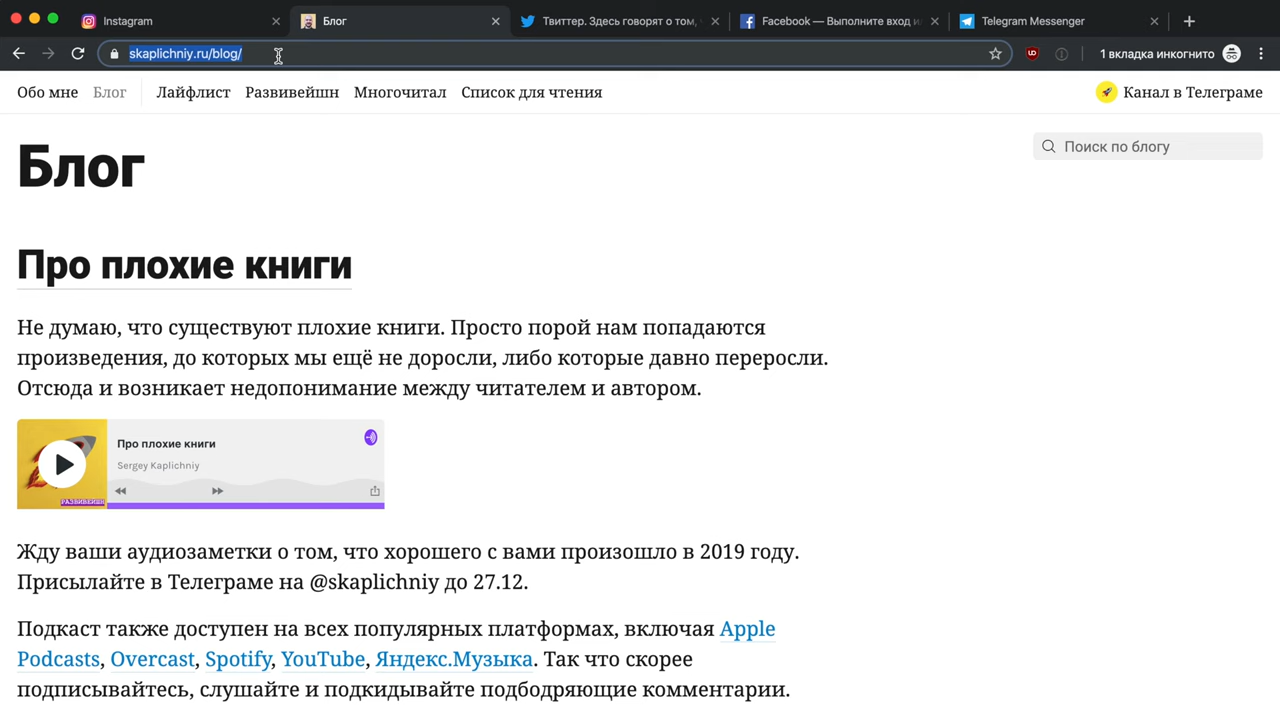 Instagram
Блог
Твиттер. Здесь говорят о том,
Facebook — Выполните вход и
Telegram Messenger
skaplichniy.ru/blog/
1 вкладка инкогнито
Обо мне
Блог
Лайфлист
Развивейшн
Многочитал
Список для чтения
Канал в Телеграме
Блог
Поиск по блогу
Про плохие книги
Не думаю, что существуют плохие книги. Просто порой нам попадаются
произведения, до которых мы ещё не доросли, либо которые давно переросли.
Отсюда и возникает недопонимание между читателем и автором.
Про плохие книги
Sergey Kaplichniy
РАЗВИВЕЙШН
Жду ваши аудиозаметки о том, что хорошего с вами произошло в 2019 году.
Присылайте в Телеграме на @skaplichniy до 27.12.
Подкаст также доступен на всех популярных платформах, включая Apple
Podcasts, Overcast, Spotify, YouTube, Яндекс.Музыка. Так что скорее
подписывайтесь, слушайте и подкидывайте подбодряющие комментарии.